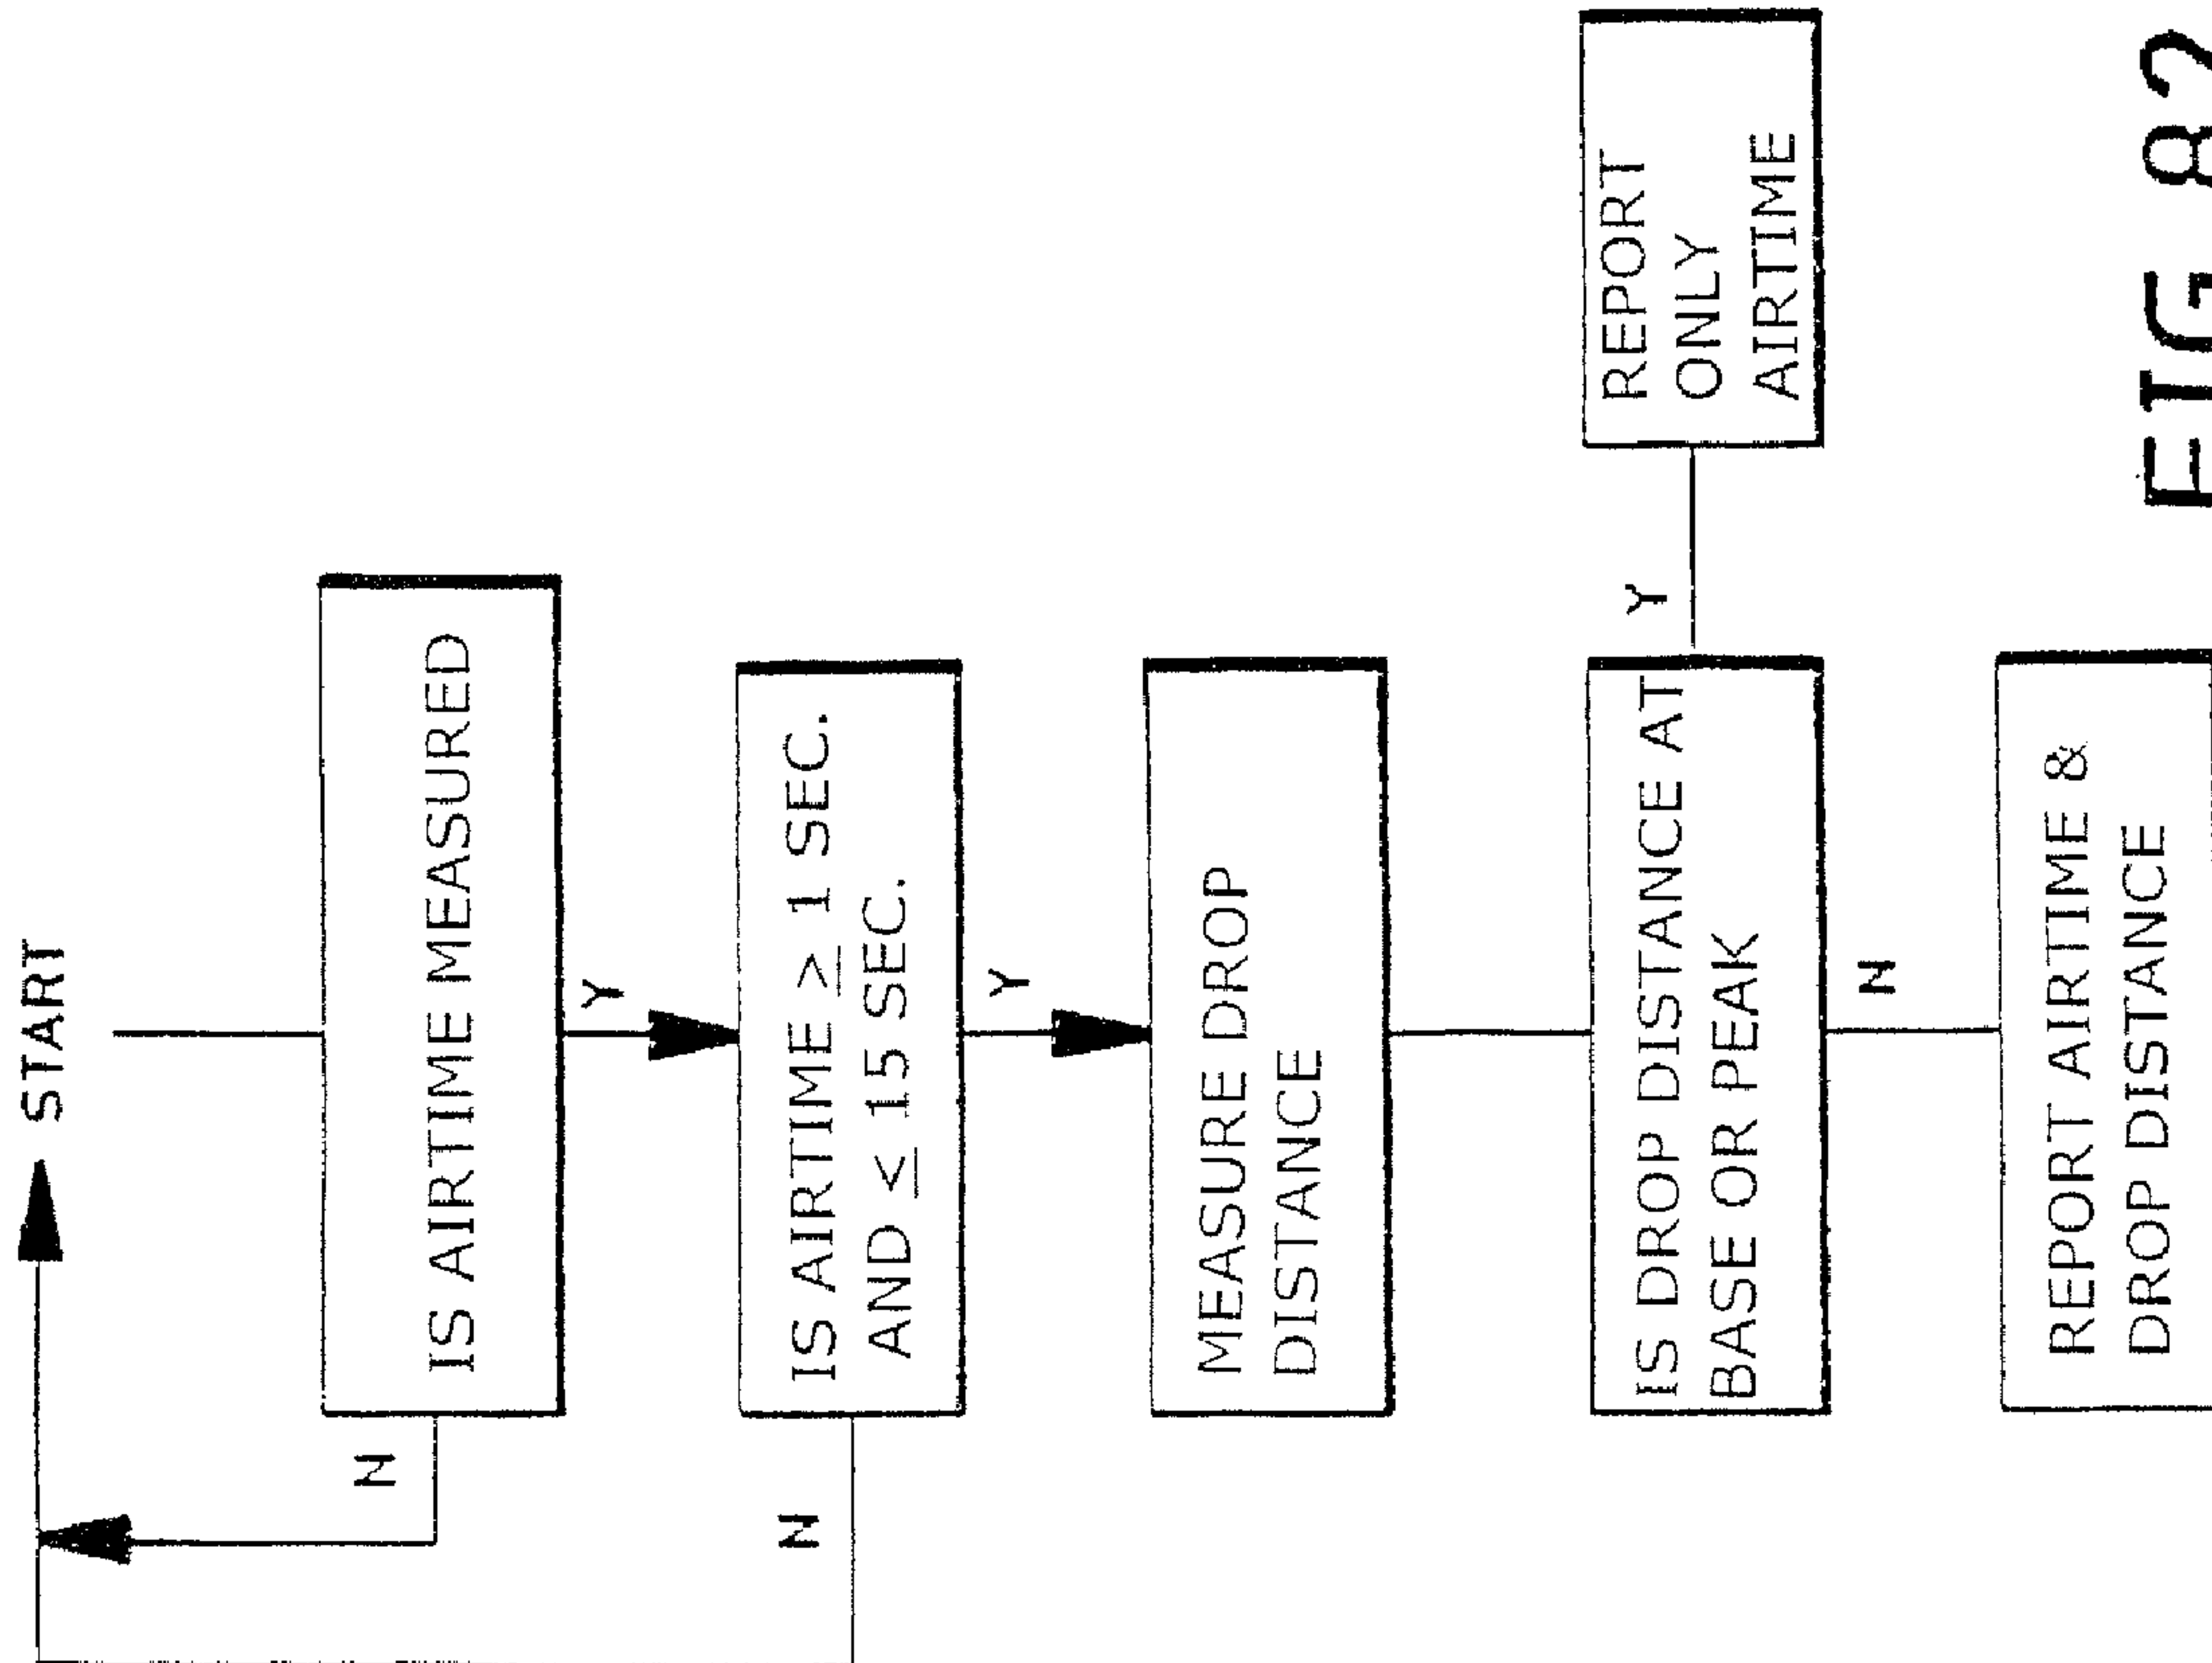 START
IS AIRTIME MEASURED
N
Y
IS AIRTIME ≥ 1 SEC.
AND ≤ 15 SEC.
N
Y
MEASURE DROP
DISTANCE
IS DROP DISTANCE AT
BASE OR PEAK
Y
REPORT
ONLY
AIRTIME
N
REPORT AIRTIME &
DROP DISTANCE
FIG 82